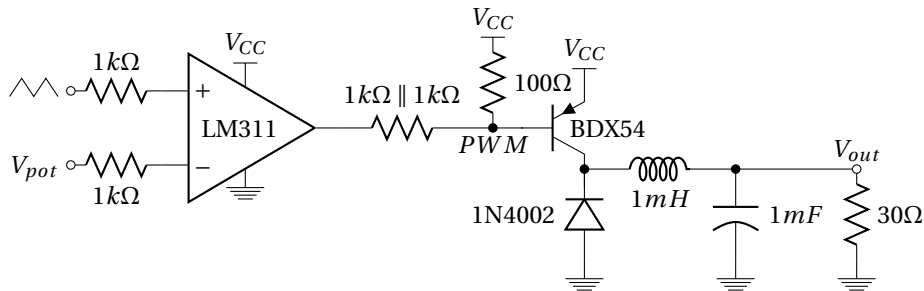 V_CC
V_CC
V_CC
1kΩ
100Ω
1kΩ ∥ 1kΩ
+
LM311
PWM
BDX54
V_pot
−
V_out
1kΩ
1mH
1N4002
1mF
30Ω